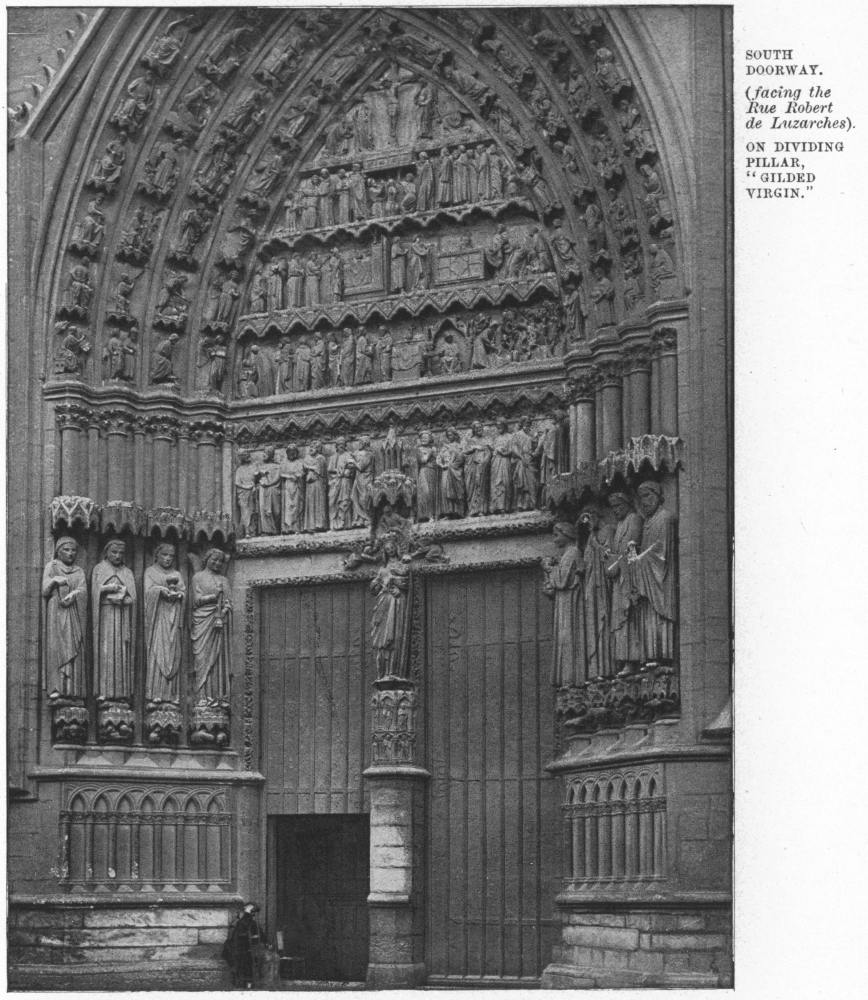 SOUTH
DOORWAY.
(facing the
Rue Robert
de Luzarches).
ON DIVIDING
PILLAR,
"GILDED
VIRGIN."